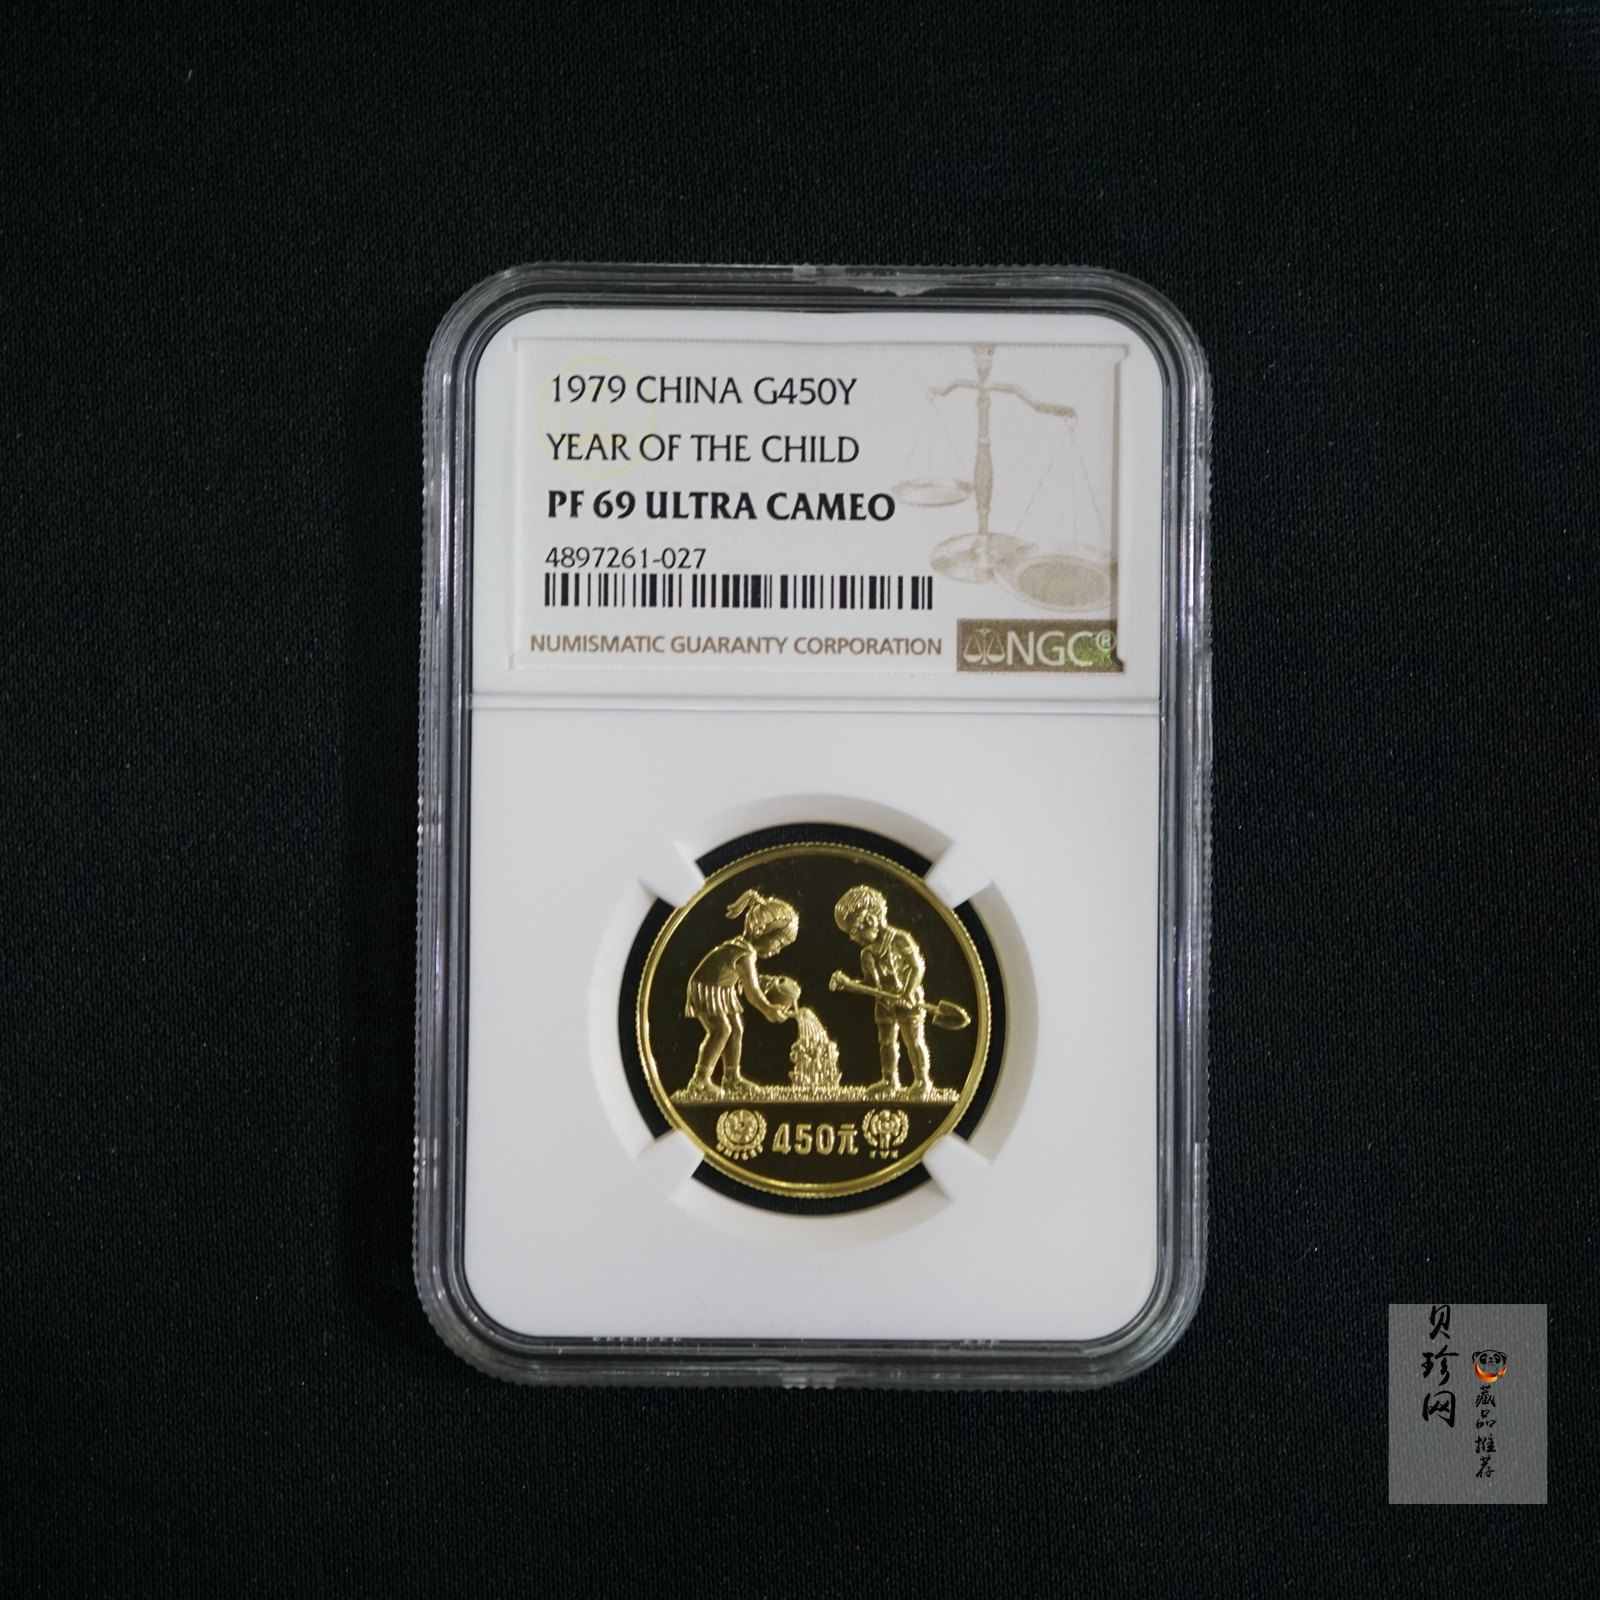 1979 CHINA G450Y
YEAR OF THE CHILD
PF 69 ULTRA CAMEO
4897261-027
NUMISMATIC GUARANTY CORPORATION
NGC®
450元
贝珍网
藏品推荐